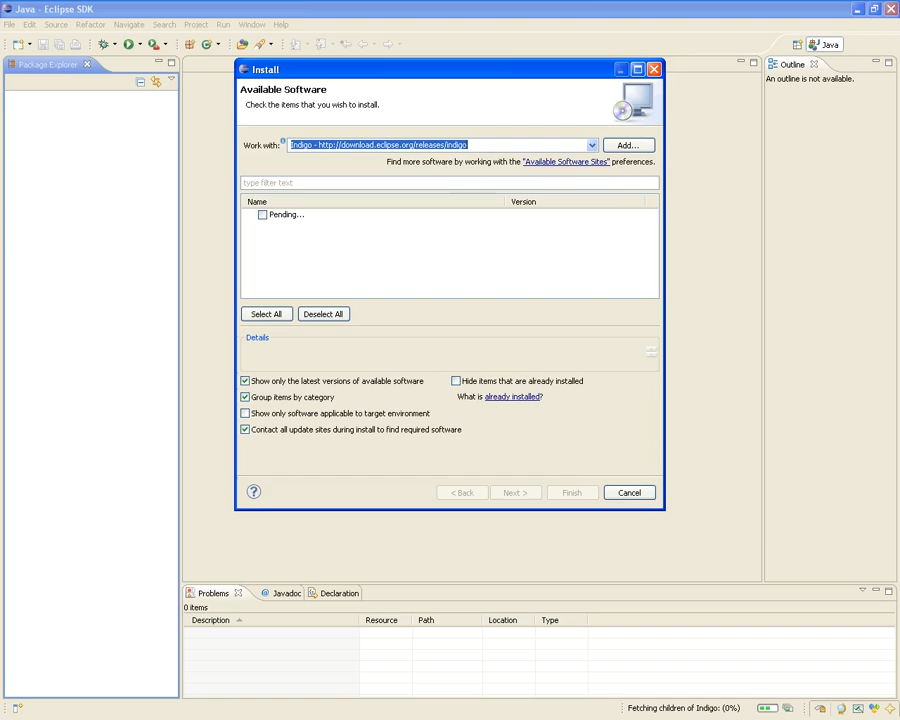 Java - Eclipse SDK
File Edit Source Refactor Navigate Search Project Run Window Help
Java
Package Explorer
Outline
An outline is not available.
Install
Available Software
Check the items that you wish to install.
Work with: Indigo - http://download.eclipse.org/releases/indigo Add...
Find more software by working with the "Available Software Sites" preferences.
type filter text
Name Version
Pending...
Select All Deselect All
Details
Show only the latest versions of available software Hide items that are already installed
Group items by category What is already installed?
Show only software applicable to target environment
Contact all update sites during install to find required software
? < Back Next > Finish Cancel
Problems @ Javadoc Declaration
0 items
Description Resource Path Location Type
Fetching children of Indigo: (0%)